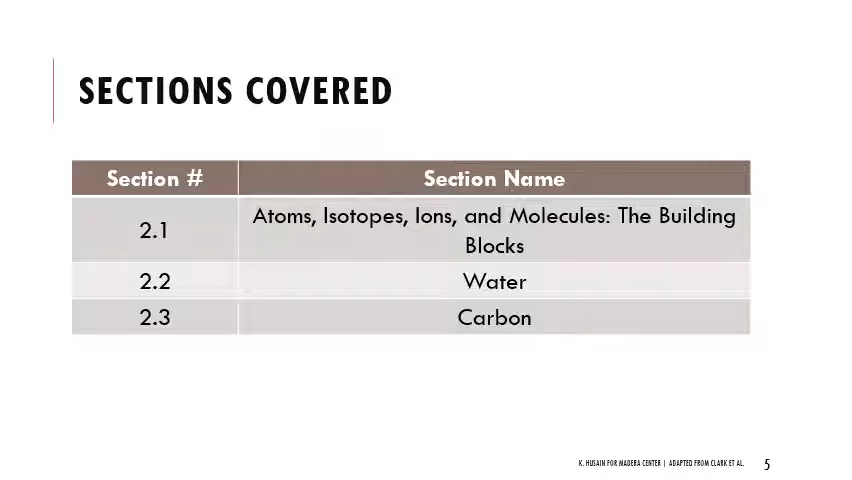 SECTIONS COVERED
Section # Section Name
2.1 Atoms, Isotopes, Ions, and Molecules: The Building
Blocks
2.2 Water
2.3 Carbon
K. HUSAIN FOR MADERA CENTER | ADAPTED FROM CLARK ET AL. 5